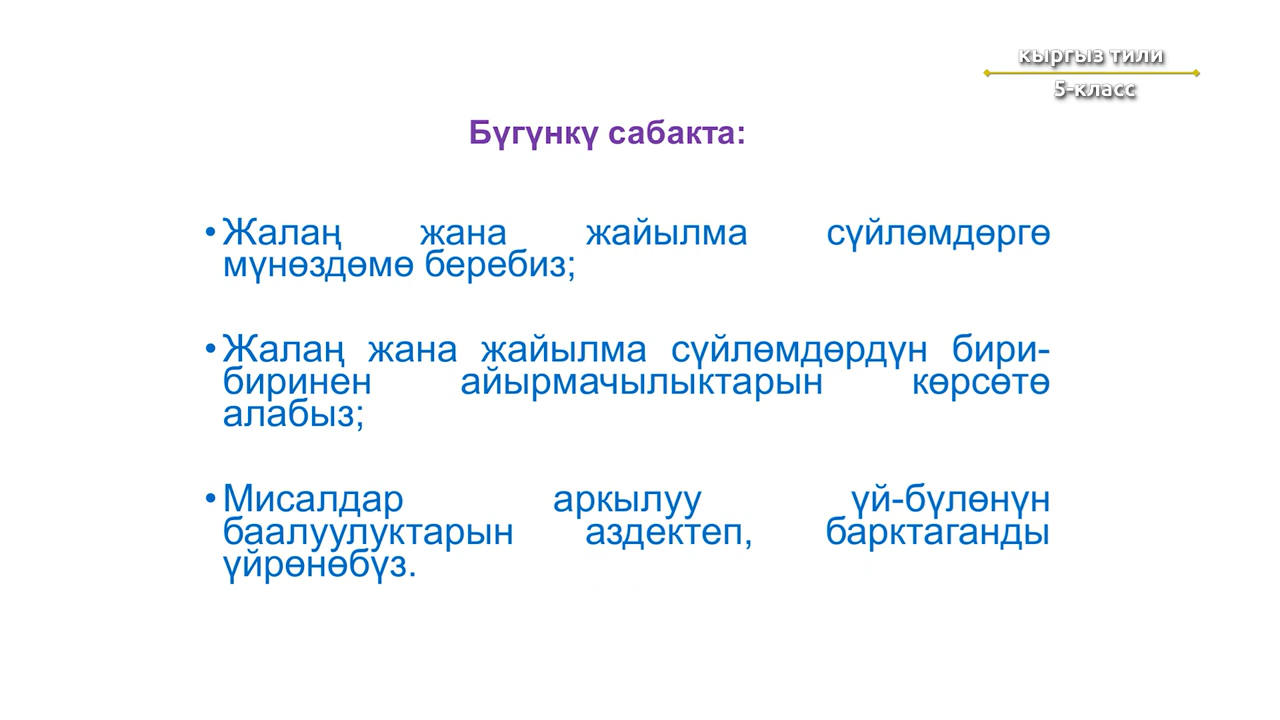 кыргыз тили
5-класс
Бүгүнкү сабакта:
•Жалаң жана жайылма сүйлөмдөргө
мүнөздөмө беребиз;
•Жалаң жана жайылма сүйлөмдөрдүн бири-
биринен айырмачылыктарын көрсөтө
алабыз;
•Мисалдар аркылуу үй-бүлөнүн
баалуулуктарын аздектеп, барктаганды
үйрөнөбүз.